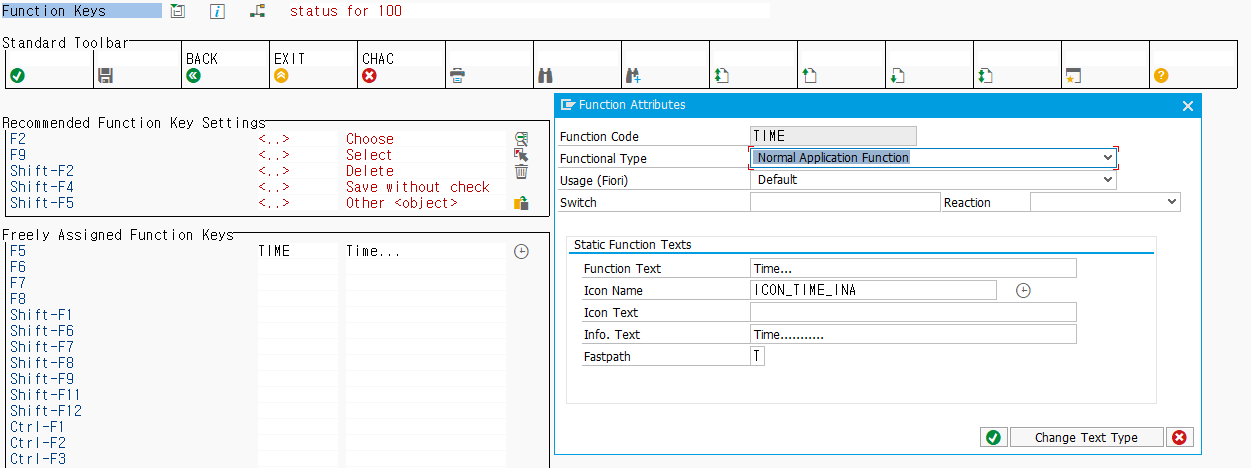 Function Keys status for 100
Standard Toolbar
BACK EXIT CHAC
Recommended Function Key Settings
F2 <..> Choose
F9 <..> Select
Shift-F2 <..> Delete
Shift-F4 <..> Save without check
Shift-F5 <..> Other <object>
Freely Assigned Function Keys
F5 TIME Time...
F6
F7
F8
Shift-F1
Shift-F6
Shift-F7
Shift-F8
Shift-F9
Shift-F11
Shift-F12
Ctrl-F1
Ctrl-F2
Ctrl-F3
Function Attributes
Function Code TIME
Functional Type Normal Application Function
Usage (Fiori) Default
Switch Reaction
Static Function Texts
Function Text Time...
Icon Name ICON_TIME_INA
Icon Text
Info. Text Time...........
Fastpath T
Change Text Type